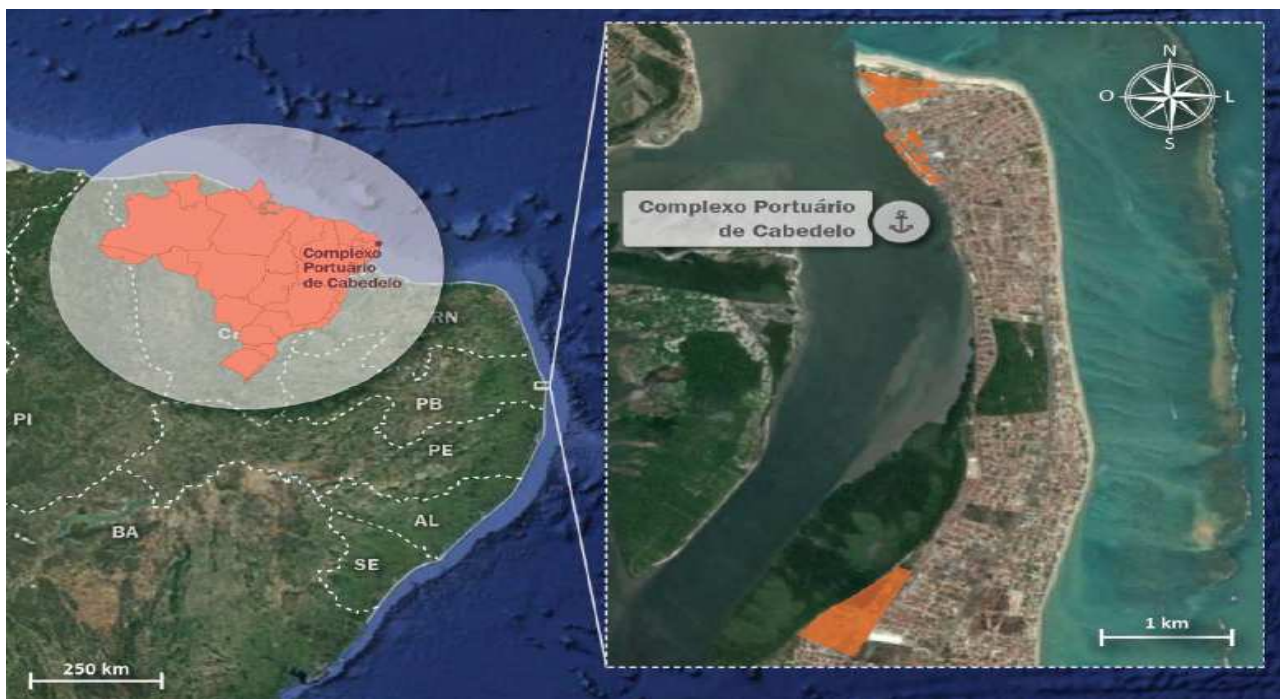 Complexo
Portuário
de Cabedelo
RN
PB
PE
PI
AL
BA
SE
250 km
Complexo Portuário
de Cabedelo
N
O
L
S
1 km